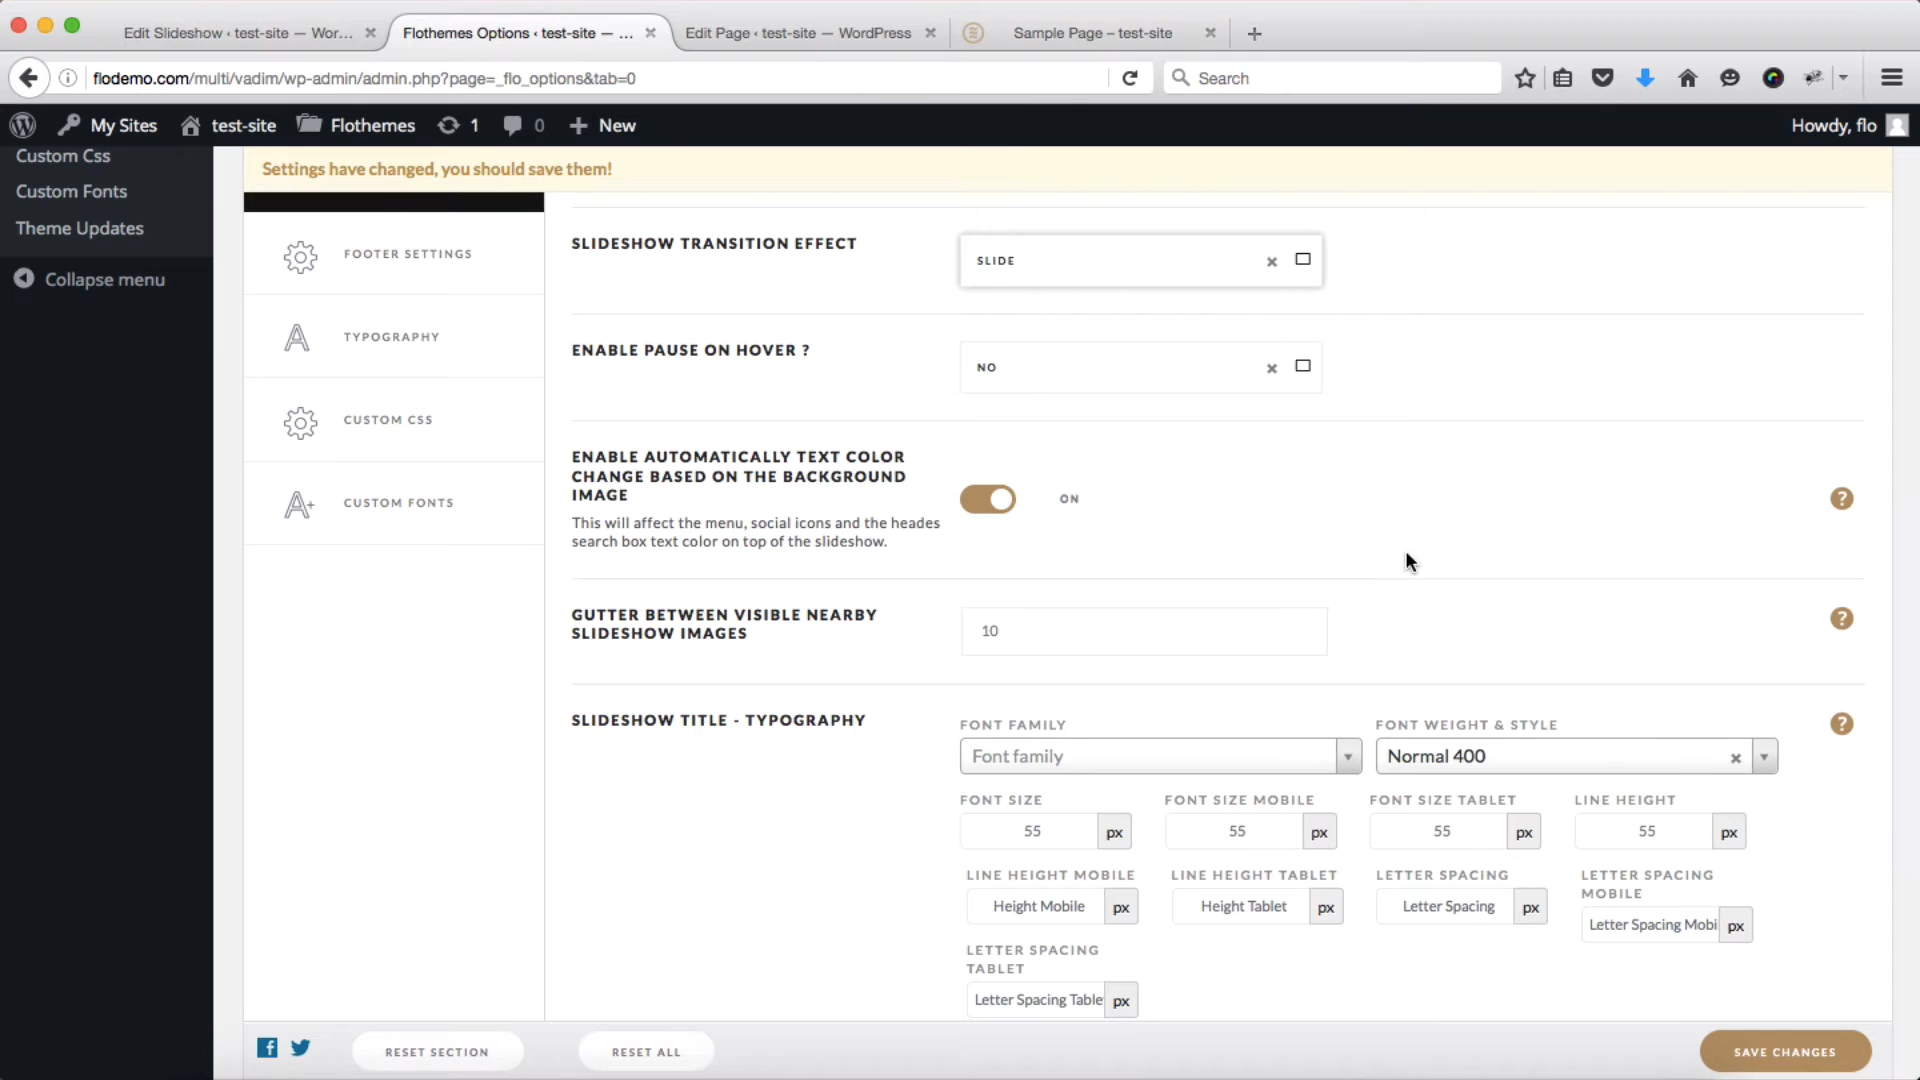 Edit Slideshow ‹ test-site — Wor...
Flothemes Options ‹ test-site — ...
Edit Page ‹ test-site — WordPress
Sample Page – test-site
flodemo.com/multi/vadim/wp-admin/admin.php?page=_flo_options&tab=0
Search
My Sites
test-site
Flothemes
1
0
New
Howdy, flo
Custom Css
Custom Fonts
Theme Updates
Collapse menu
Settings have changed, you should save them!
FOOTER SETTINGS
TYPOGRAPHY
CUSTOM CSS
CUSTOM FONTS
SLIDESHOW TRANSITION EFFECT
SLIDE
ENABLE PAUSE ON HOVER ?
NO
ENABLE AUTOMATICALLY TEXT COLOR
CHANGE BASED ON THE BACKGROUND
IMAGE
This will affect the menu, social icons and the heades
search box text color on top of the slideshow.
ON
?
GUTTER BETWEEN VISIBLE NEARBY
SLIDESHOW IMAGES
10
?
SLIDESHOW TITLE - TYPOGRAPHY
?
FONT FAMILY
Font family
FONT WEIGHT & STYLE
Normal 400
FONT SIZE
55 px
FONT SIZE MOBILE
55 px
FONT SIZE TABLET
55 px
LINE HEIGHT
55 px
LINE HEIGHT MOBILE
Height Mobile px
LINE HEIGHT TABLET
Height Tablet px
LETTER SPACING
Letter Spacing px
LETTER SPACING
MOBILE
Letter Spacing Mobi px
LETTER SPACING
TABLET
Letter Spacing Table px
RESET SECTION
RESET ALL
SAVE CHANGES